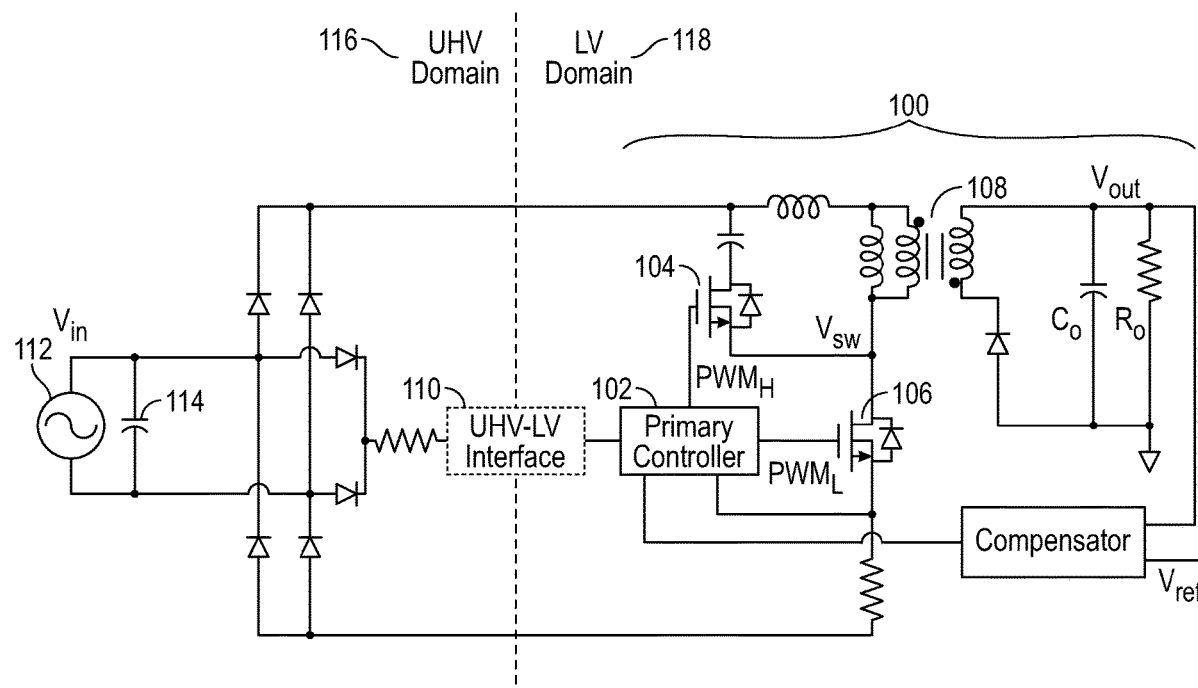 116
UHV
Domain
LV
Domain
118
100
108
Vout
104
Vin
112
114
Vsw
Co
Ro
PWMH
110
102
106
UHV-LV
Interface
Primary
Controller
PWML
Compensator
Vref